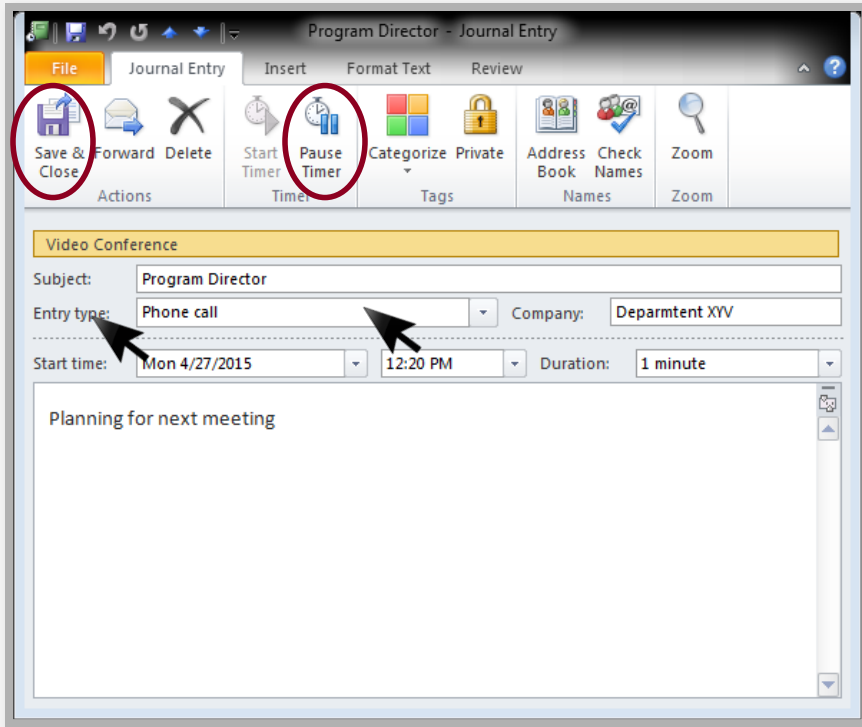 Program Director - Journal Entry
File Journal Entry Insert Format Text Review
Save & Close Forward Delete Start Timer Pause Timer Categorize Private Address Book Check Names Zoom
Actions Timer Tags Names Zoom
Video Conference
Subject: Program Director
Entry type: Phone call Company: Deparmtent XYV
Start time: Mon 4/27/2015 12:20 PM Duration: 1 minute
Planning for next meeting